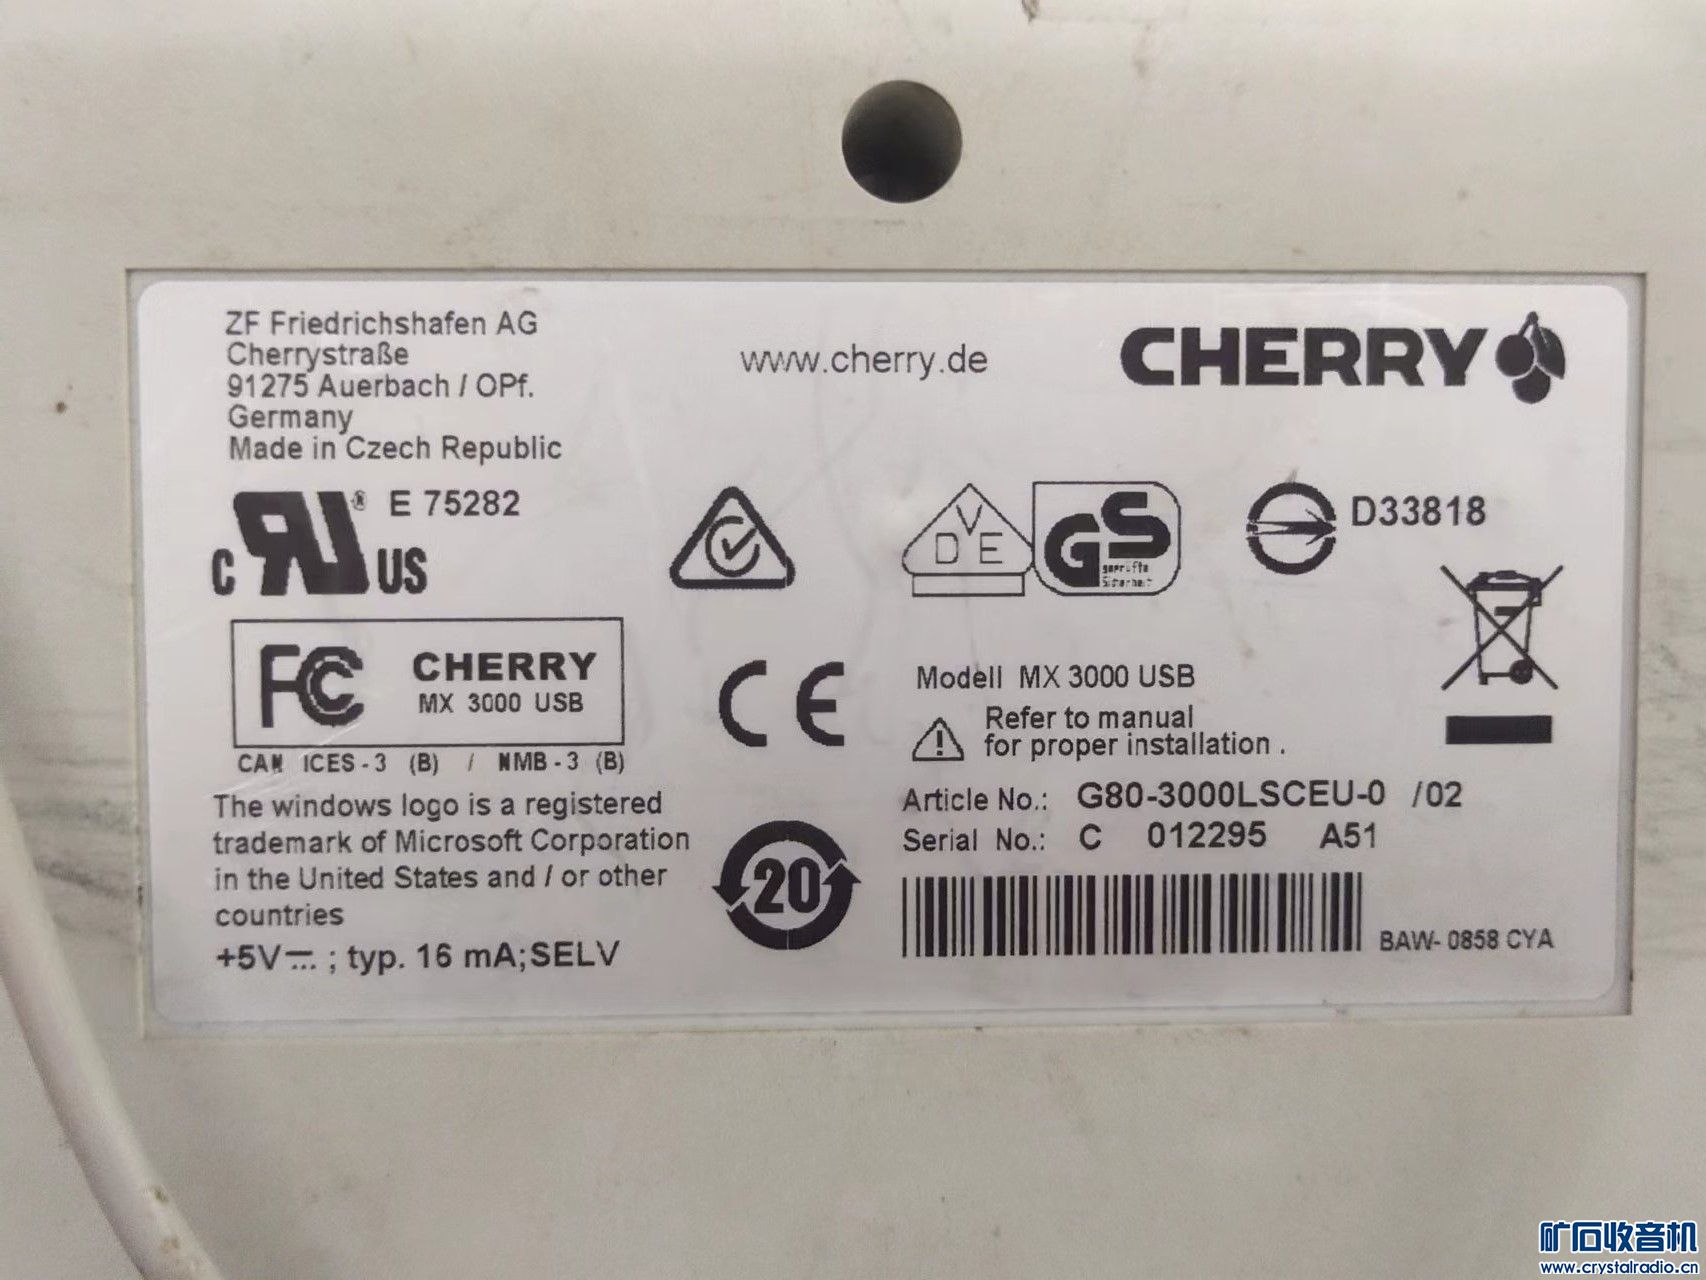 ZF Friedrichshafen AG
Cherrystraße
91275 Auerbach / OPf.
Germany
Made in Czech Republic
www.cherry.de
CHERRY
® E 75282
C US
V
D E
GS
geprüfte
Sicherheit
D33818
FC CHERRY
MX 3000 USB
CAN ICES-3 (B) / NMB-3 (B)
CE
Modell MX 3000 USB
! Refer to manual
for proper installation .
The windows logo is a registered
trademark of Microsoft Corporation
in the United States and / or other
countries
+5V ; typ. 16 mA;SELV
20
Article No.: G80-3000LSCEU-0 /02
Serial No.: C 012295 A51
BAW- 0858 CYA
矿石收音机
www.crystalradio.cn